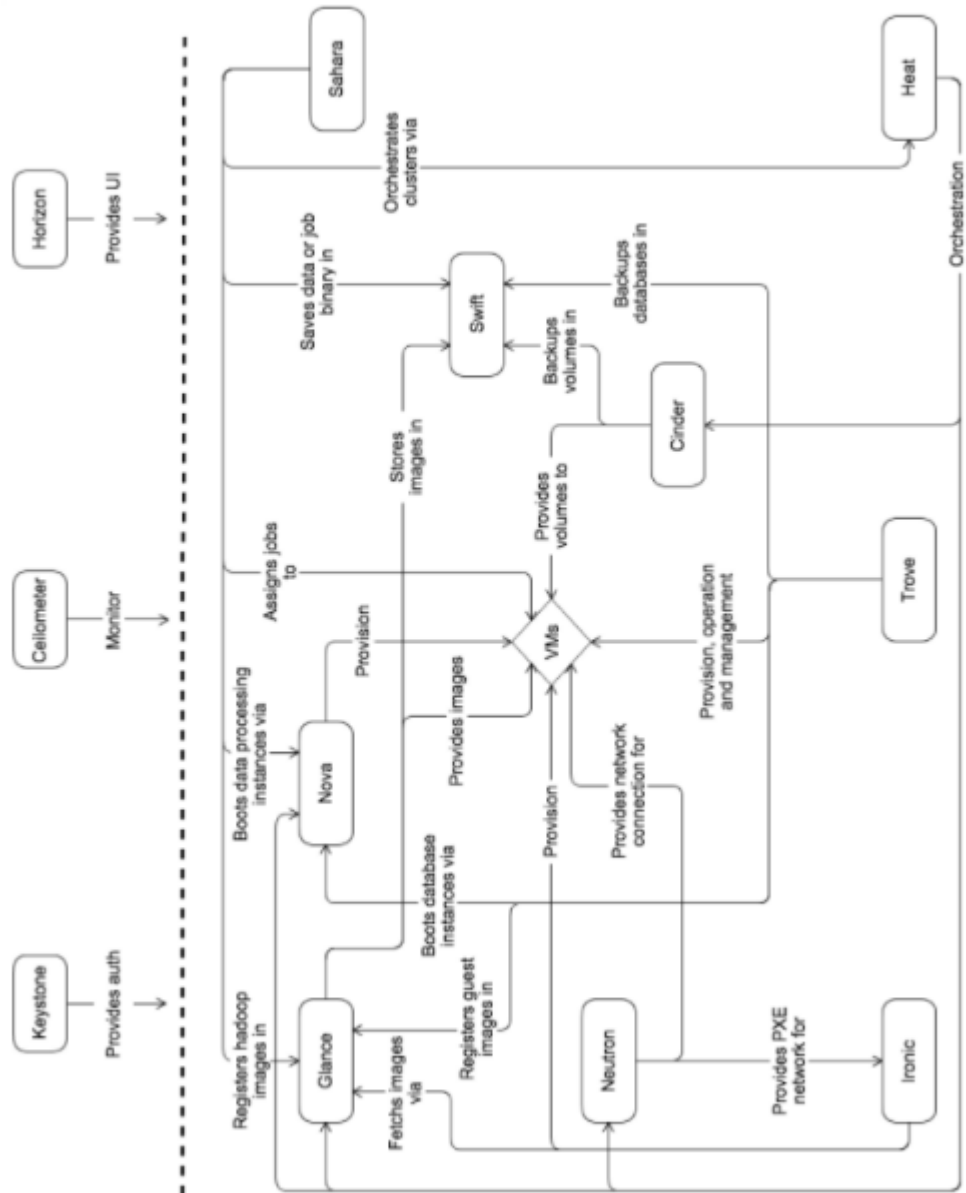 Keystone
Provides auth
Ceilometer
Monitor
Horizon
Provides UI
Registers hadoop
images in
Boots data processing
instances via
Assigns jobs
to
Saves data or job
binary in
Orchestrates
clusters via
Sahara
Glance
Nova
Provision
Fetchs images
via
Provides images
Stores
images in
Boots database
instances via
Registers guest
images in
Swift
VMs
Provides
volumes to
Backups
volumes in
Backups
databases in
Provision
Provides network
connection for
Neutron
Cinder
Provision, operation
and management
Provides PXE
network for
Ironic
Trove
Heat
Orchestration